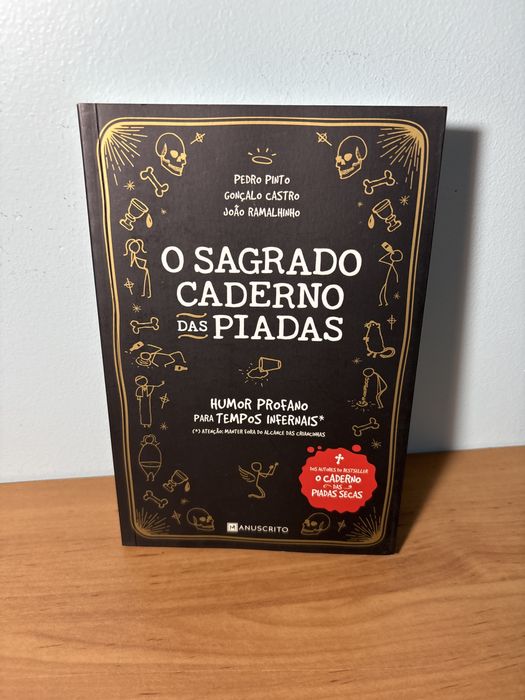 PEDRO PINTO
GONÇALO CASTRO
JOÃO RAMALHINHO
O SAGRADO
CADERNO
DAS PIADAS
HUMOR PROFANO
PARA TEMPOS INFERNAIS*
(*) ATENÇÃO: MANTER FORA DO ALCANCE DAS CRIANCINHAS
DOS AUTORES DO BESTSELLER
O CADERNO
DAS
PIADAS SECAS
MANUSCRITO